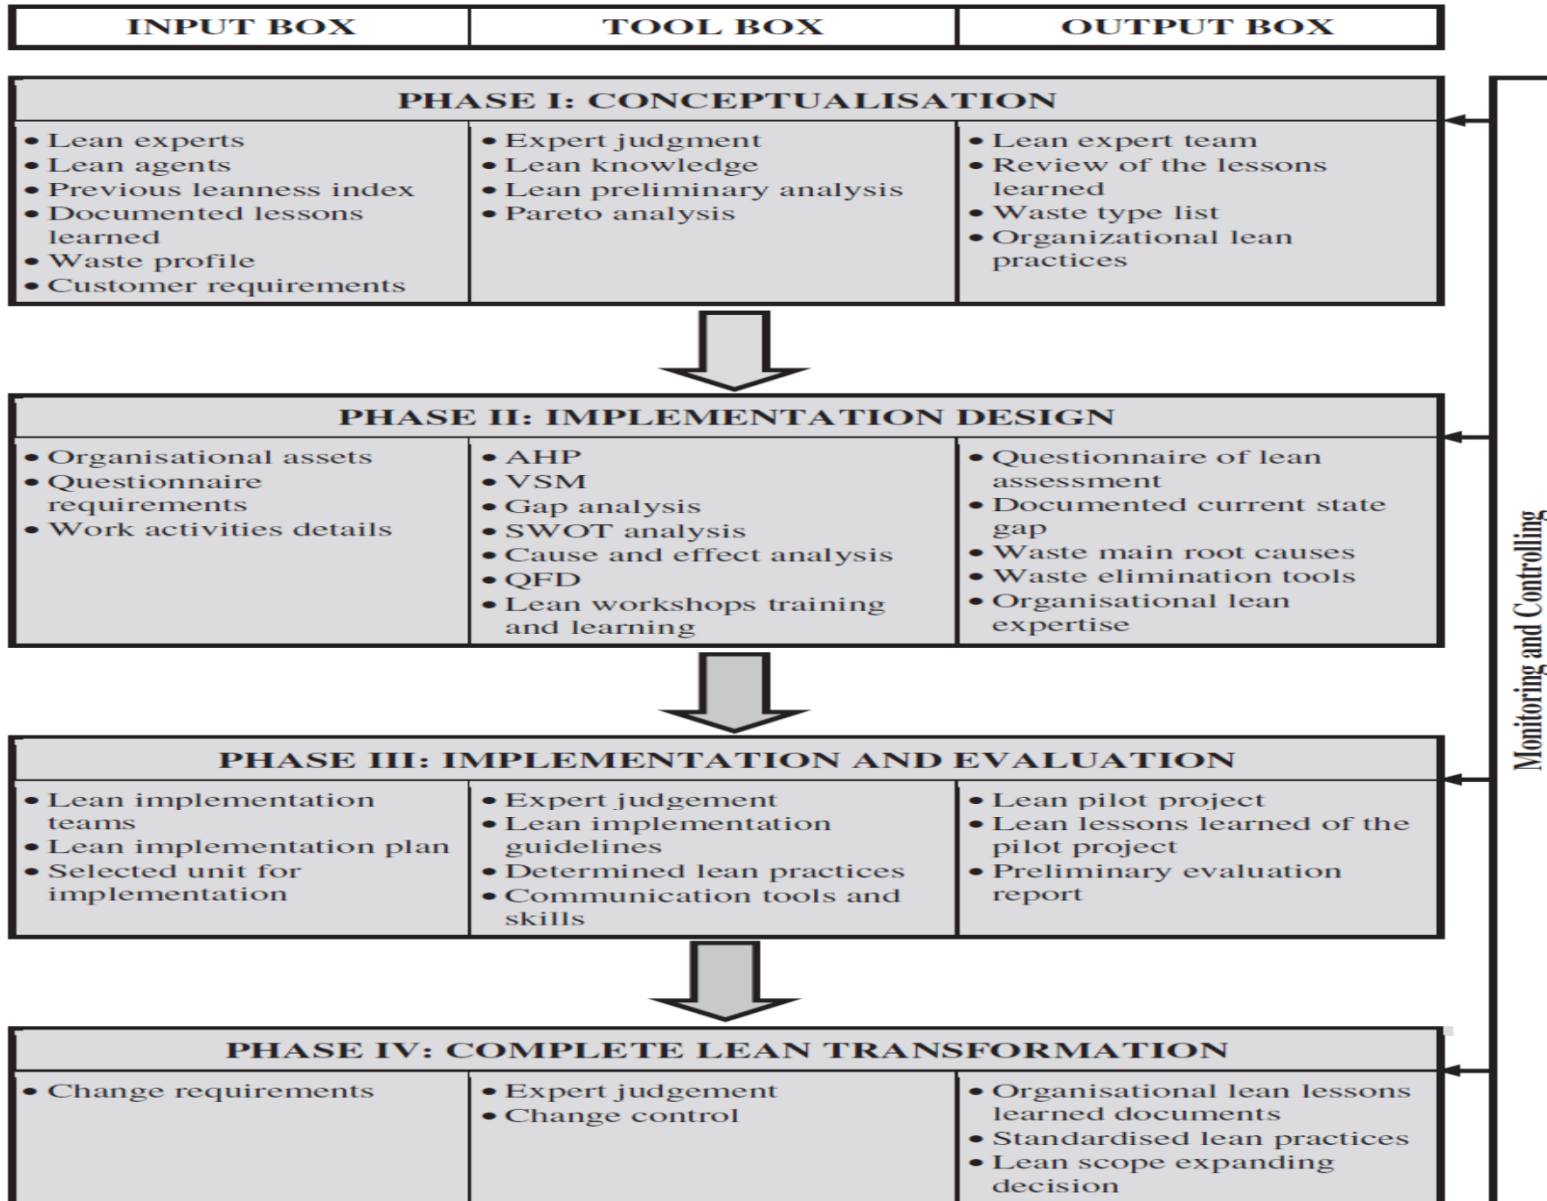 INPUT BOX
TOOL BOX
OUTPUT BOX
PHASE I: CONCEPTUALISATION
• Lean experts
• Lean agents
• Previous leanness index
• Documented lessons
learned
• Waste profile
• Customer requirements
• Expert judgment
• Lean knowledge
• Lean preliminary analysis
• Pareto analysis
• Lean expert team
• Review of the lessons
learned
• Waste type list
• Organizational lean
practices
PHASE II: IMPLEMENTATION DESIGN
• Organisational assets
• Questionnaire
requirements
• Work activities details
• AHP
• VSM
• Gap analysis
• SWOT analysis
• Cause and effect analysis
• QFD
• Lean workshops training
and learning
• Questionnaire of lean
assessment
• Documented current state
gap
• Waste main root causes
• Waste elimination tools
• Organisational lean
expertise
PHASE III: IMPLEMENTATION AND EVALUATION
• Lean implementation
teams
• Lean implementation plan
• Selected unit for
implementation
• Expert judgement
• Lean implementation
guidelines
• Determined lean practices
• Communication tools and
skills
• Lean pilot project
• Lean lessons learned of the
pilot project
• Preliminary evaluation
report
PHASE IV: COMPLETE LEAN TRANSFORMATION
• Change requirements
• Expert judgement
• Change control
• Organisational lean lessons
learned documents
• Standardised lean practices
• Lean scope expanding
decision
Monitoring and Controlling